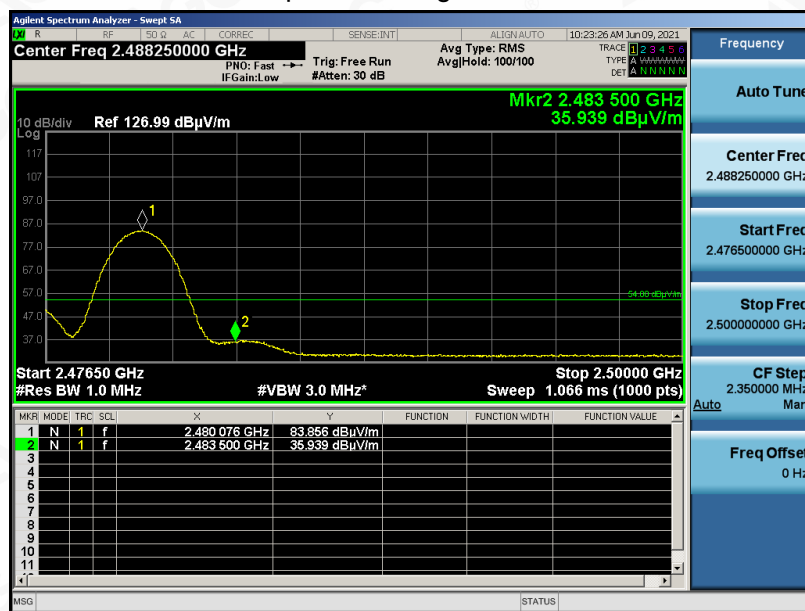 Agilent Spectrum Analyzer - Swept SA
LXI R RF 50 Ω AC CORREC SENSE:INT ALIGN AUTO 10:23:26 AM Jun 09, 2021
Center Freq 2.488250000 GHz
PNO: Fast
IFGain:Low
Trig: Free Run
#Atten: 30 dB
Avg Type: RMS
Avg|Hold: 100/100
TRACE 1 2 3 4 5 6
TYPE A WWWWW
DET A N N N N N
Mkr2 2.483 500 GHz
35.939 dBµV/m
10 dB/div Ref 126.99 dBµV/m
Log
117
107
97.0
87.0
77.0
67.0
57.0
47.0
37.0
1
2
54.00 dBµV/m
Start 2.47650 GHz Stop 2.50000 GHz
#Res BW 1.0 MHz #VBW 3.0 MHz* Sweep 1.066 ms (1000 pts)
MKR MODE TRC SCL X Y FUNCTION FUNCTION WIDTH FUNCTION VALUE
1 N 1 f 2.480 076 GHz 83.856 dBµV/m
2 N 1 f 2.483 500 GHz 35.939 dBµV/m
3
4
5
6
7
8
9
10
11
MSG STATUS
Frequency
Auto Tune
Center Freq
2.488250000 GHz
Start Freq
2.476500000 GHz
Stop Freq
2.500000000 GHz
CF Step
2.350000 MHz
Auto Man
Freq Offset
0 Hz